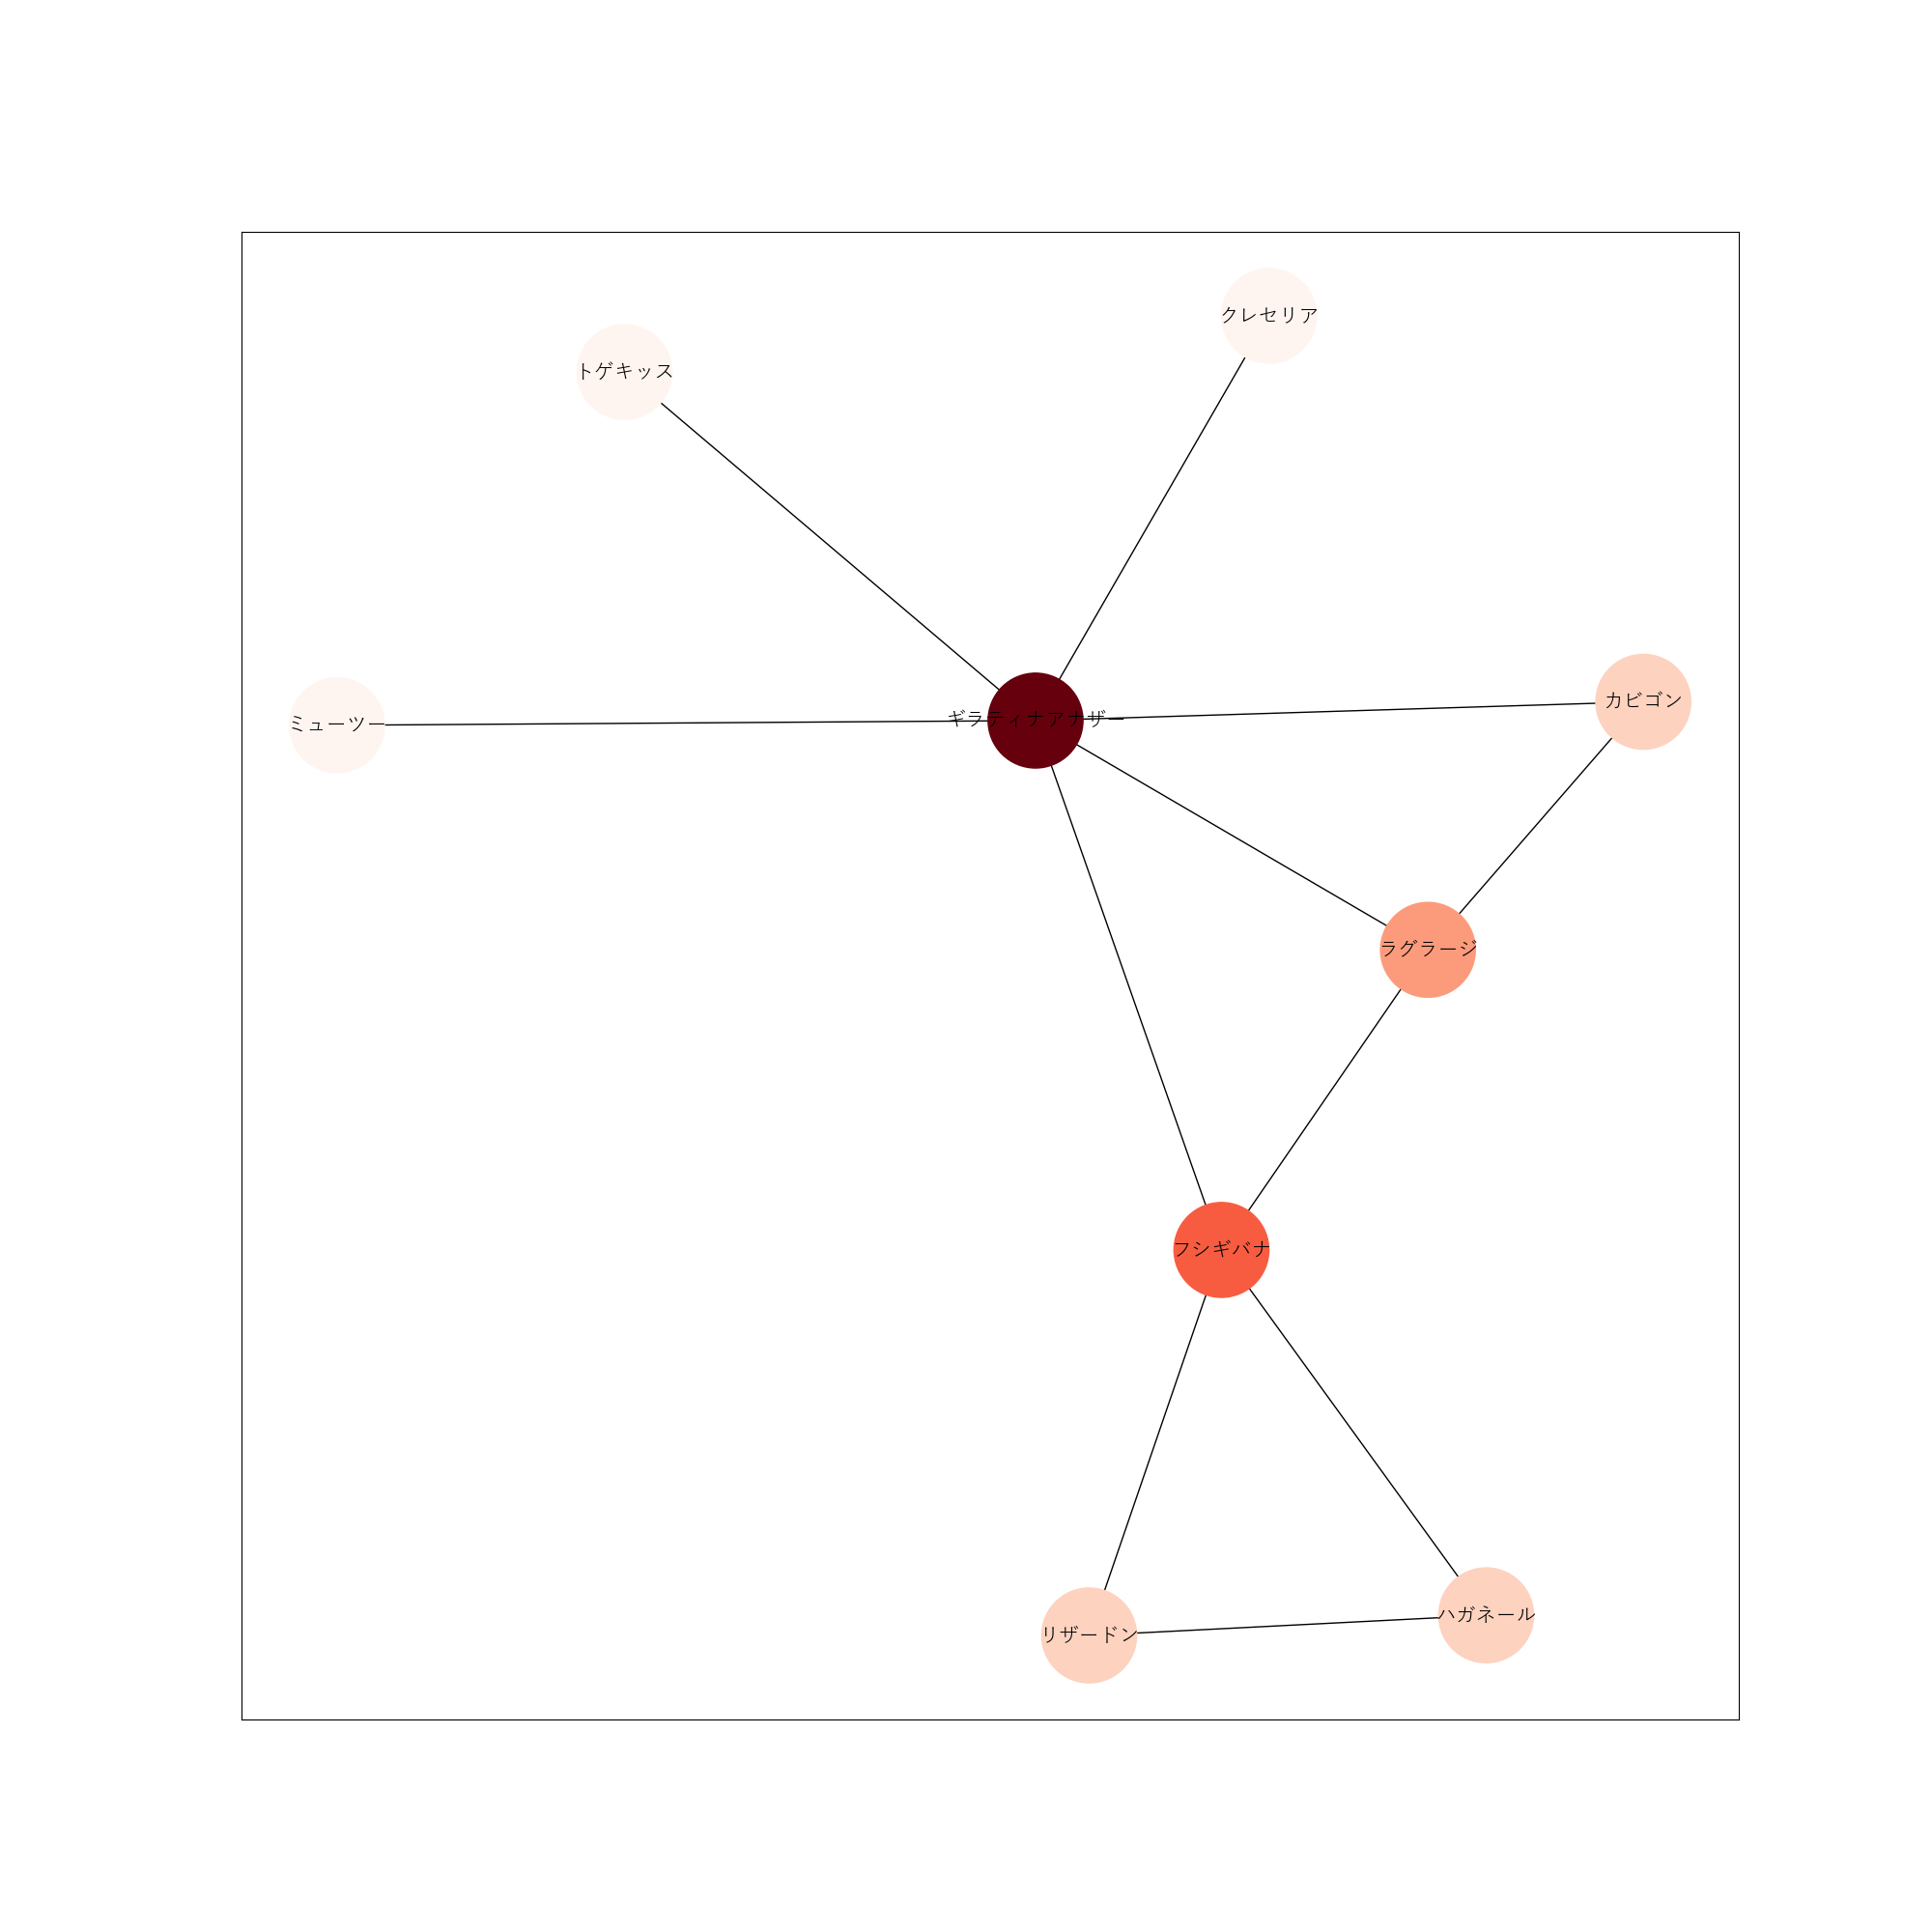 クレセリア
トゲキッス
カビゴン
ギラティナアナザー
ミューツー
ラグラージ
フシギバナ
ハガネール
リザードン